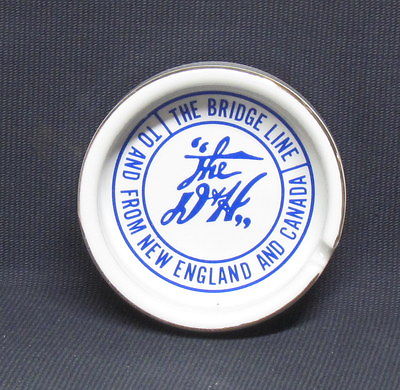 THE BRIDGE LINE
TO AND FROM NEW ENGLAND AND CANADA
"The
D&H"